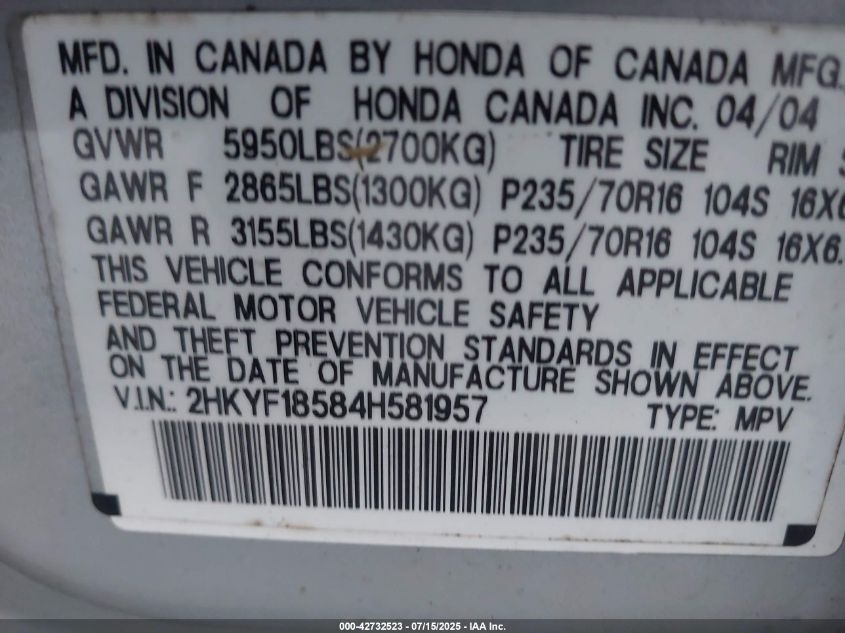 MFD. IN CANADA BY HONDA OF CANADA MFG.
A DIVISION OF HONDA CANADA INC. 04/04
GVWR 5950LBS(2700KG) TIRE SIZE RIM
GAWR F 2865LBS(1300KG) P235/70R16 104S 16X6
GAWR R 3155LBS(1430KG) P235/70R16 104S 16X6.
THIS VEHICLE CONFORMS TO ALL APPLICABLE
FEDERAL MOTOR VEHICLE SAFETY
AND THEFT PREVENTION STANDARDS IN EFFECT
ON THE DATE OF MANUFACTURE SHOWN ABOVE.
V.I.N.: 2HKYF18584H581957 TYPE: MPV
000-42732523 - 07/15/2025 - IAA Inc.